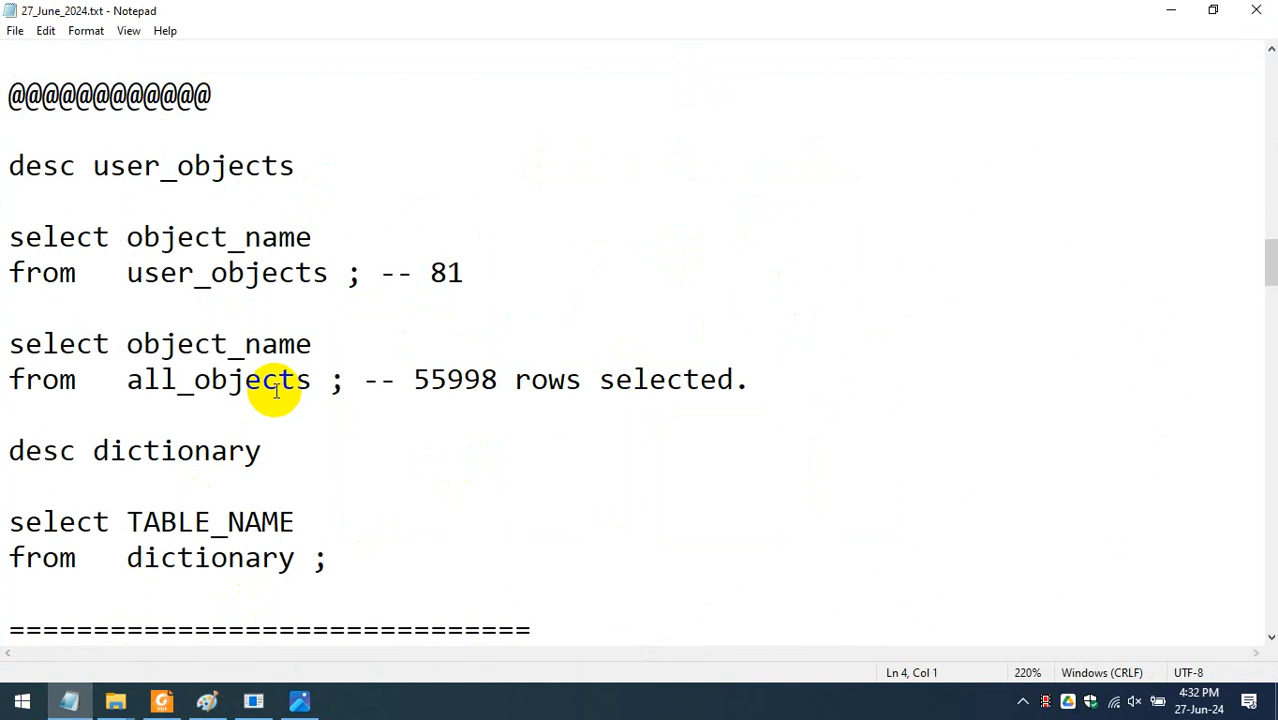 27_June_2024.txt - Notepad
File Edit Format View Help
@@@@@@@@@@@@
desc user_objects
select object_name
from user_objects ; -- 81
select object_name
from all_objects ; -- 55998 rows selected.
desc dictionary
select TABLE_NAME
from dictionary ;
===============================
Ln 4, Col 1 220% Windows (CRLF) UTF-8
4:32 PM
27-Jun-24